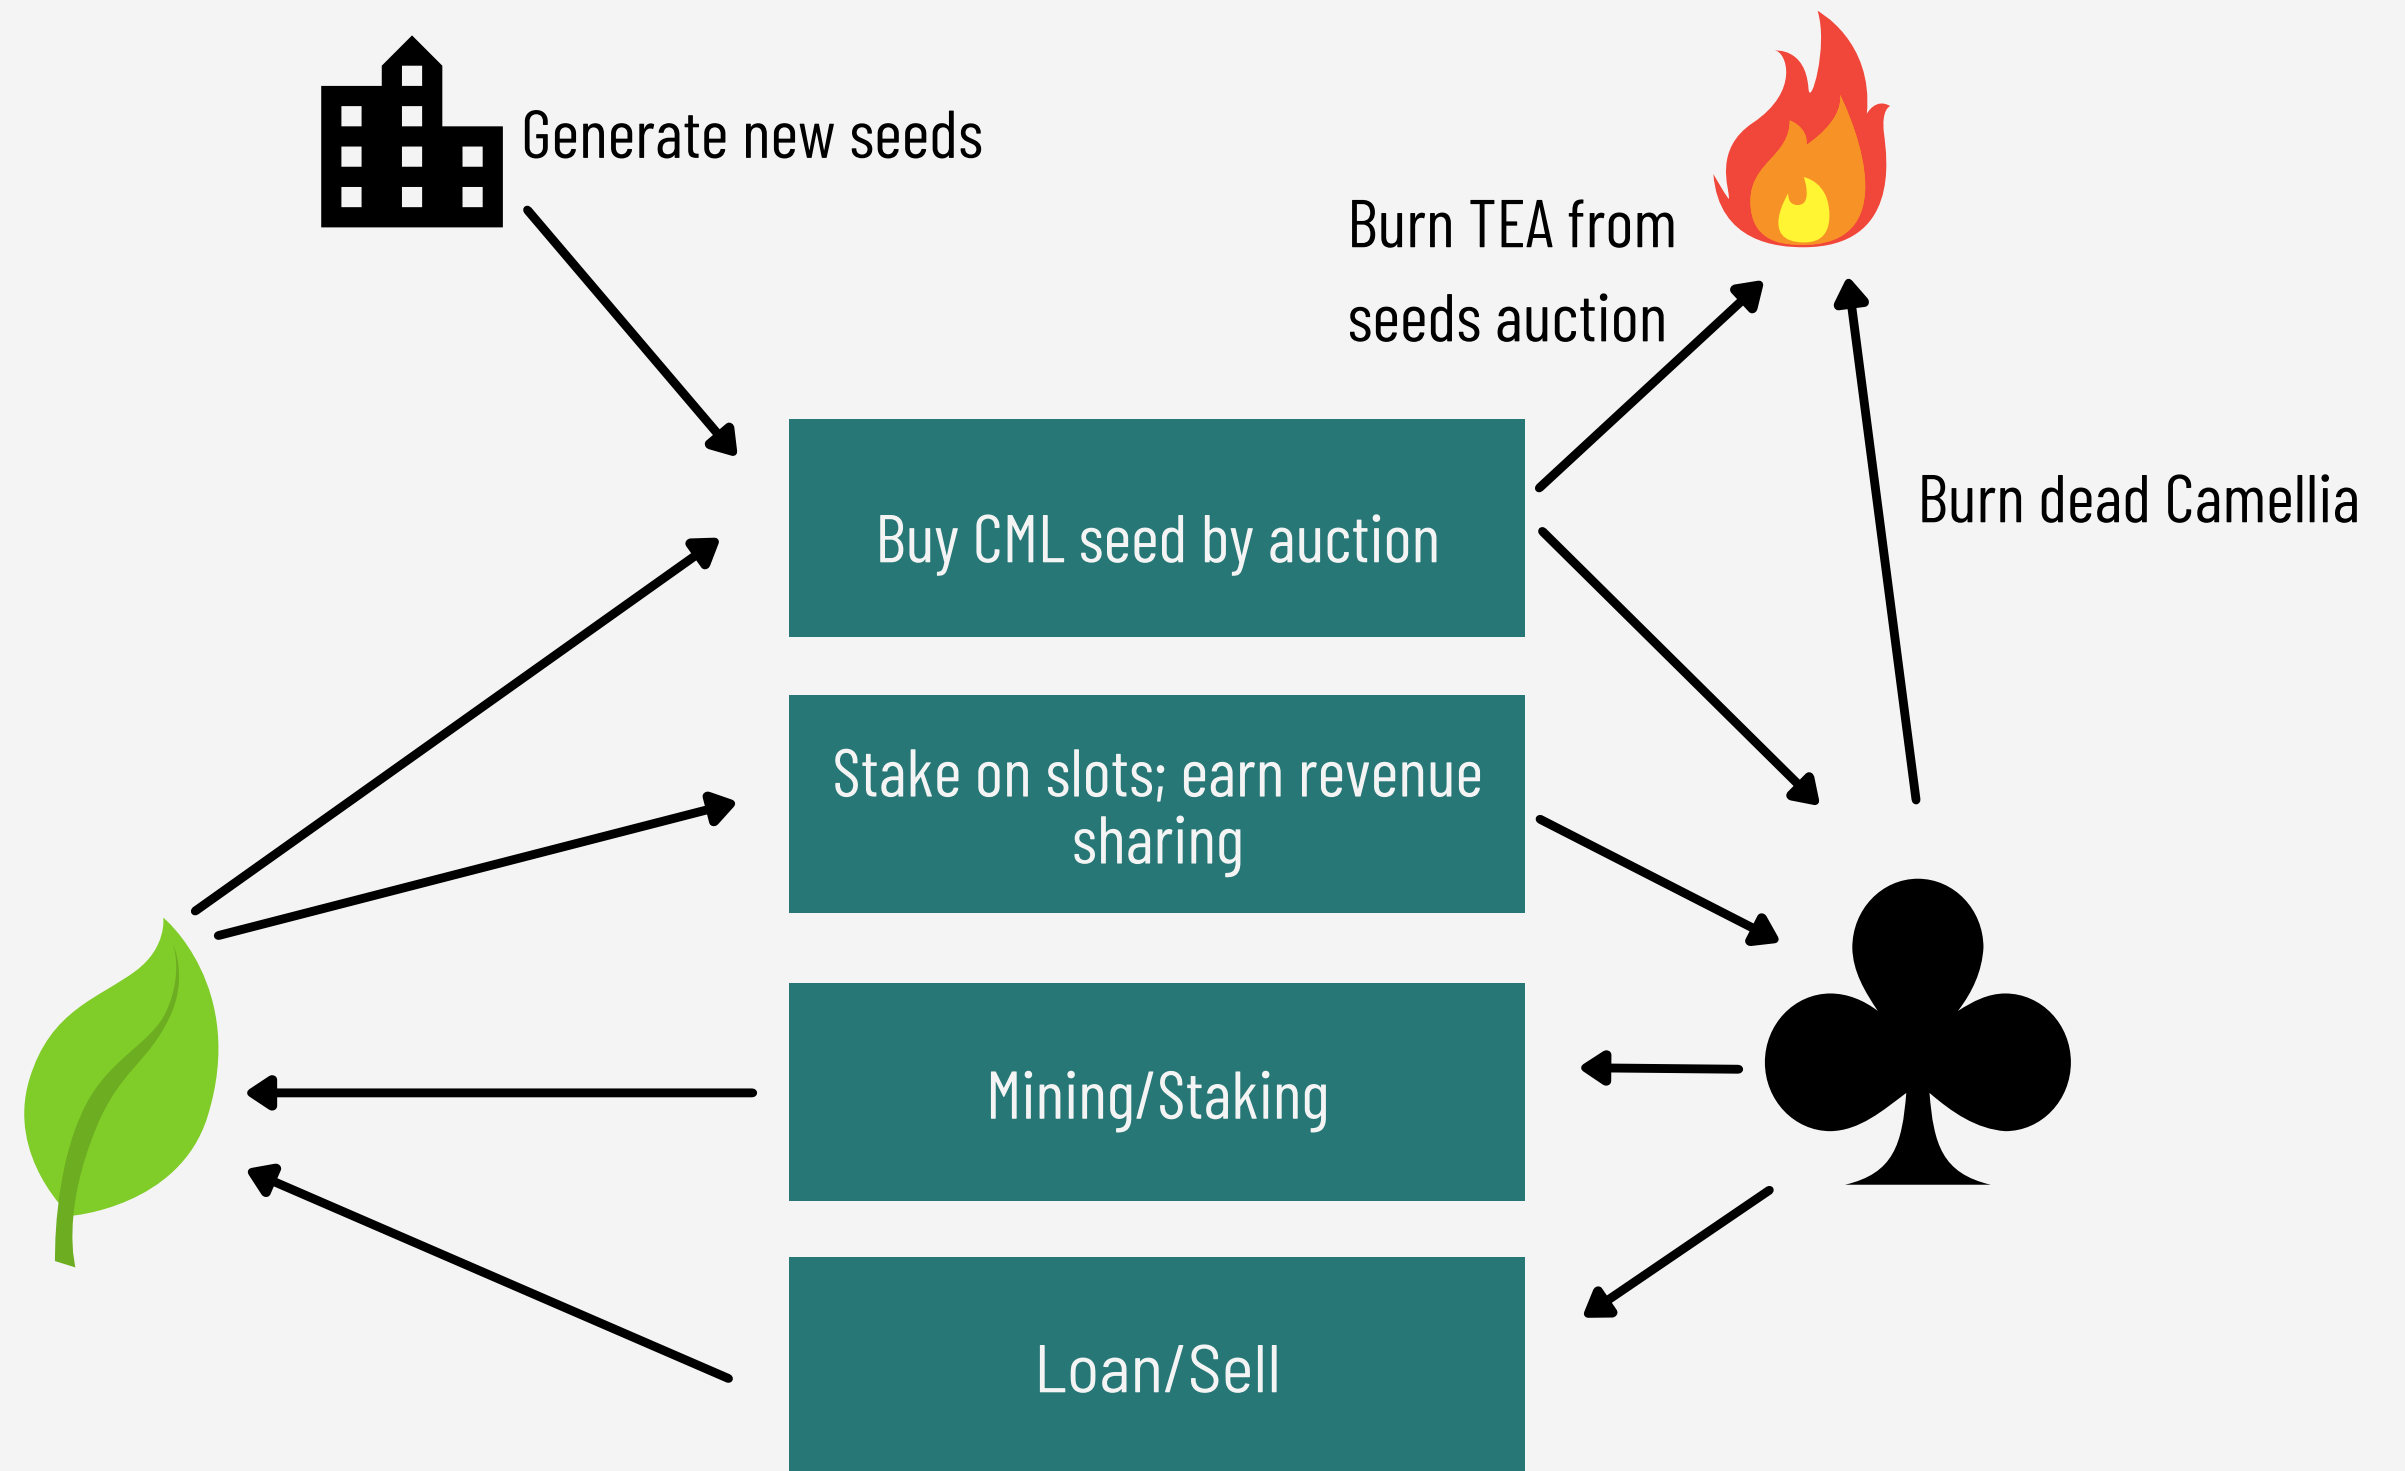 Generate new seeds
Burn TEA from
seeds auction
Burn dead Camellia
Buy CML seed by auction
Stake on slots; earn revenue
sharing
Mining/Staking
Loan/Sell